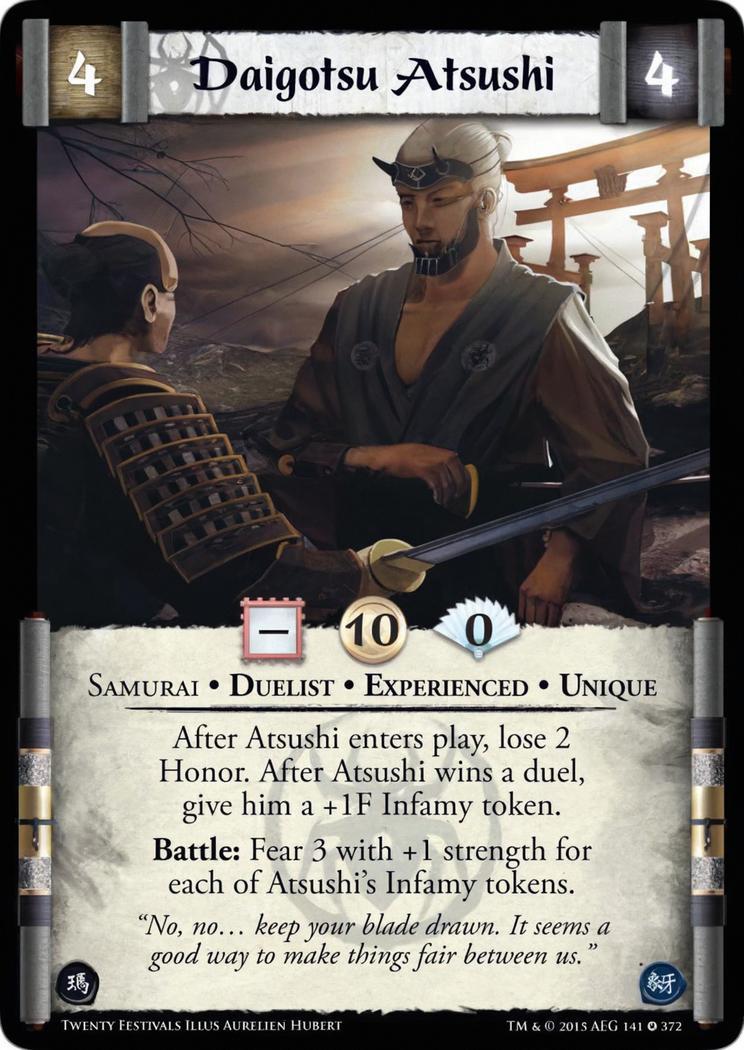 4 Daigotsu Atsushi 4
– 10 0
Samurai • Duelist • Experienced • Unique
After Atsushi enters play, lose 2
Honor. After Atsushi wins a duel,
give him a +1F Infamy token.
Battle: Fear 3 with +1 strength for
each of Atsushi's Infamy tokens.
“No, no… keep your blade drawn. It seems a
good way to make things fair between us.”
Twenty Festivals Illus Aurelien Hubert TM & © 2015 AEG 141 372